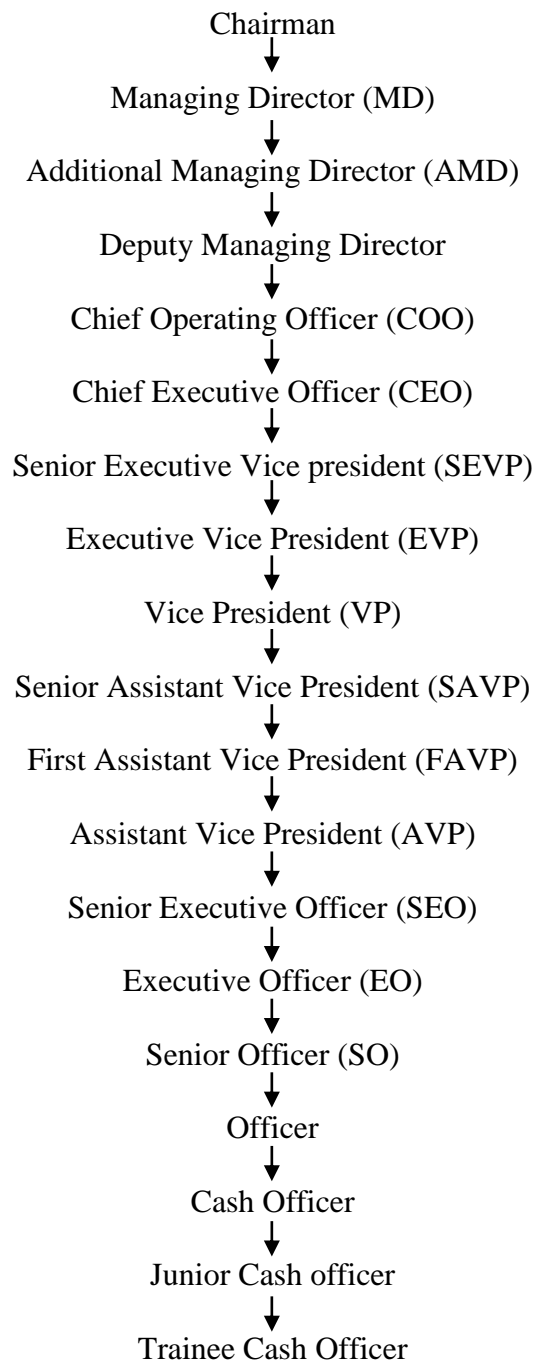 Chairman
Managing Director (MD)
Additional Managing Director (AMD)
Deputy Managing Director
Chief Operating Officer (COO)
Chief Executive Officer (CEO)
Senior Executive Vice president (SEVP)
Executive Vice President (EVP)
Vice President (VP)
Senior Assistant Vice President (SAVP)
First Assistant Vice President (FAVP)
Assistant Vice President (AVP)
Senior Executive Officer (SEO)
Executive Officer (EO)
Senior Officer (SO)
Officer
Cash Officer
Junior Cash officer
Trainee Cash Officer